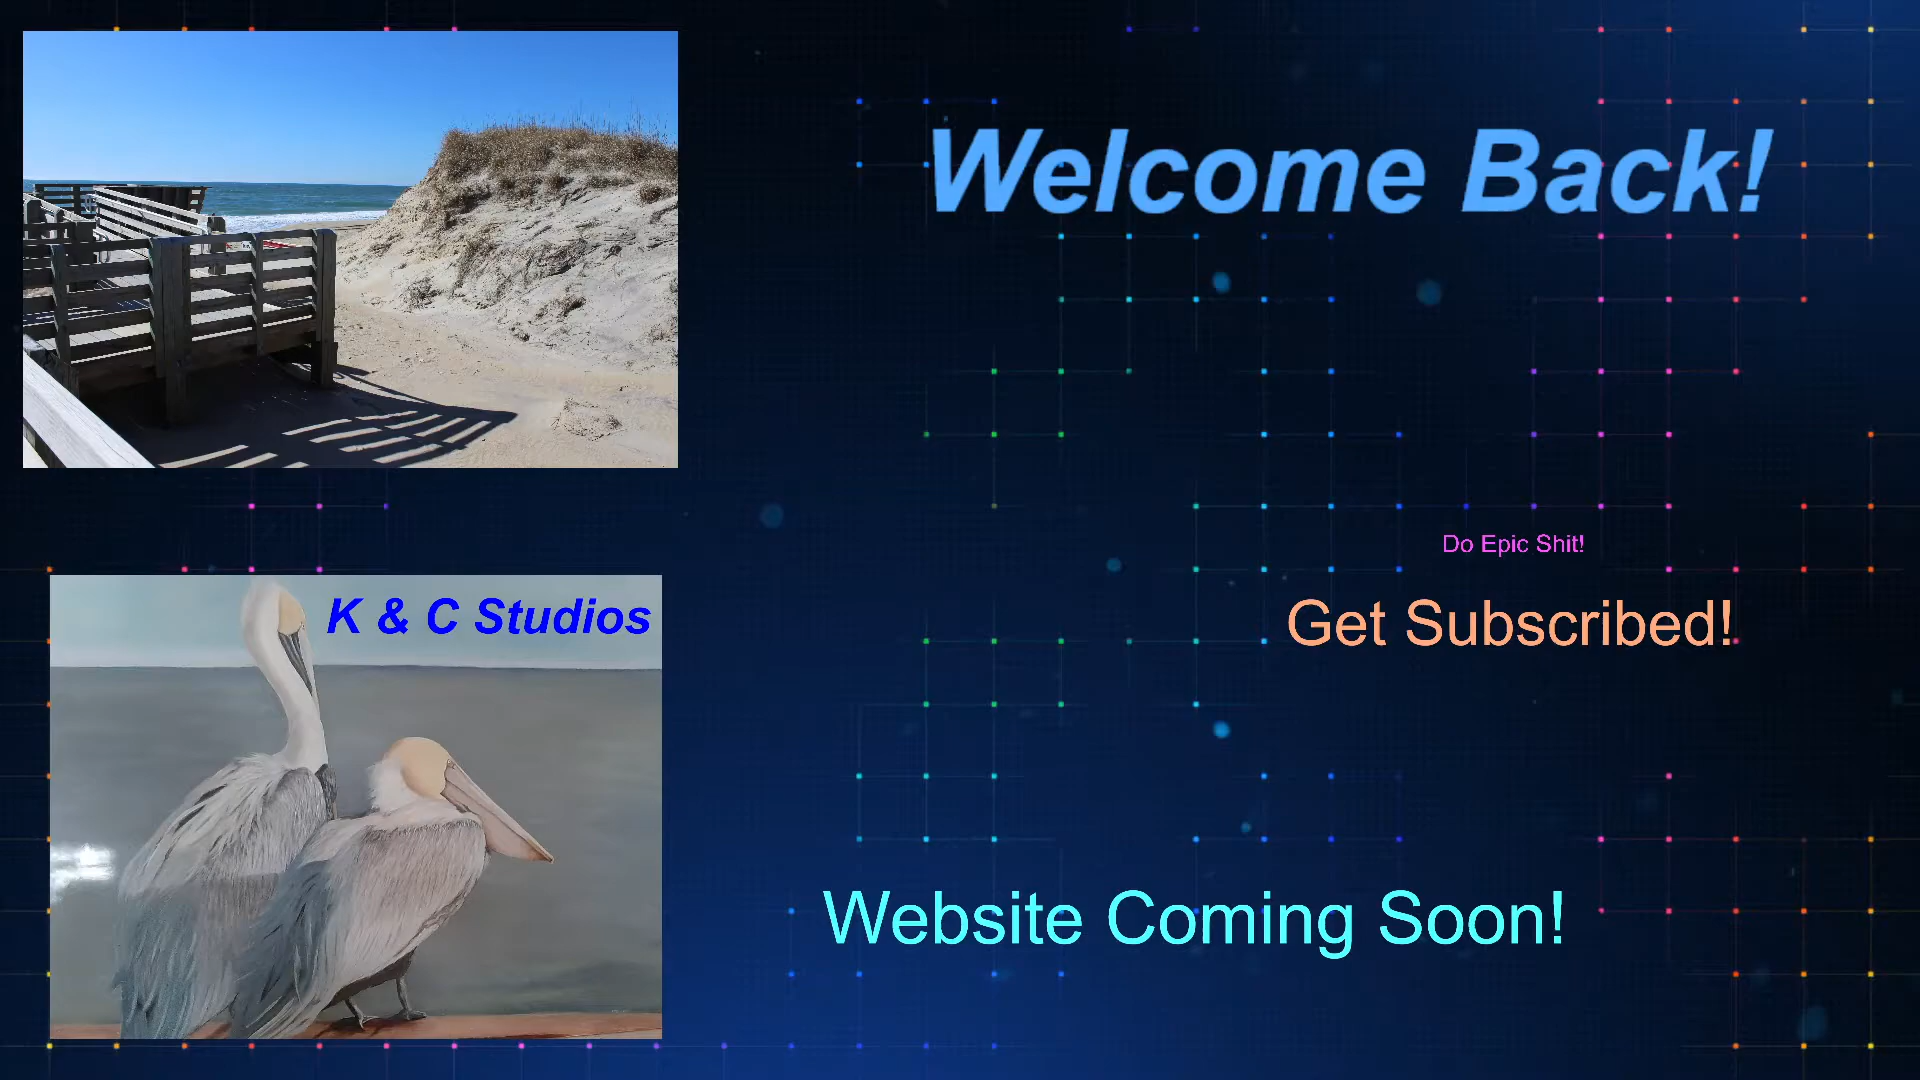 Welcome Back!
Do Epic Shit!
K & C Studios
Get Subscribed!
Website Coming Soon!